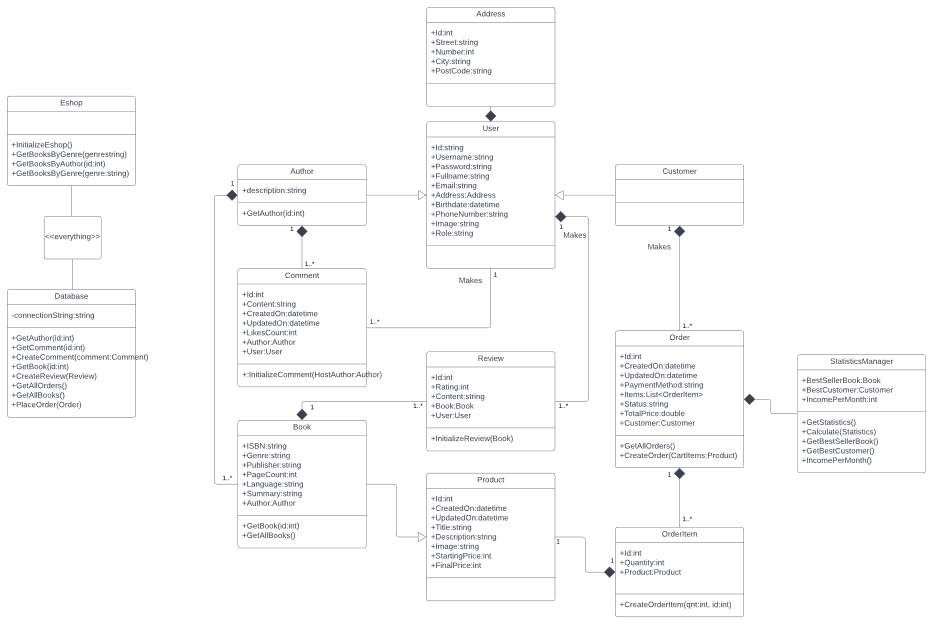 Address
+Id:int
+Street:string
+Number:int
+City:string
+PostCode:string
Eshop
+InitializeEshop()
+GetBooksByGenre(genrestring)
+GetBooksByAuthor(id:int)
+GetBooksByGenre(genre:string)
<<everything>>
Database
-connectionString:string
+GetAuthor(id:int)
+GetComment(id:int)
+CreateComment(comment:Comment)
+GetBook(id:int)
+CreateReview(Review)
+GetAllOrders()
+GetAllBooks()
+PlaceOrder(Order)
User
+Id:string
+Username:string
+Password:string
+Fullname:string
+Email:string
+Address:Address
+Birthdate:datetime
+PhoneNumber:string
+Image:string
+Role:string
1
Makes
Makes
1
1..*
1..*
Author
+description:string
+GetAuthor(id:int)
1
1..*
1
1..*
Comment
+Id:int
+Content:string
+CreatedOn:datetime
+UpdatedOn:datetime
+LikesCount:int
+Author:Author
+User:User
+:InitializeComment(HostAuthor:Author)
Customer
1
Makes
1..*
Review
+Id:int
+Rating:int
+Content:string
+Book:Book
+User:User
+InitializeReview(Book)
1
1..*
Book
+ISBN:string
+Genre:string
+Publisher:string
+PageCount:int
+Language:string
+Summary:string
+Author:Author
+GetBook(id:int)
+GetAllBooks()
Product
+Id:int
+CreatedOn:datetime
+UpdatedOn:datetime
+Title:string
+Description:string
+Image:string
+StartingPrice:int
+FinalPrice:int
1
1
Order
+Id:int
+CreatedOn:datetime
+UpdatedOn:datetime
+PaymentMethod:string
+Items:List<OrderItem>
+Status:string
+TotalPrice:double
+Customer:Customer
+GetAllOrders()
+CreateOrder(CartItems:Product)
1
1..*
OrderItem
+Id:int
+Quantity:int
+Product:Product
+CreateOrderItem(qnt:int, id:int)
StatisticsManager
+BestSellerBook:Book
+BestCustomer:Customer
+IncomePerMonth:int
+GetStatistics()
+Calculate(Statistics)
+GetBestSellerBook()
+GetBestCustomer()
+IncomePerMonth()